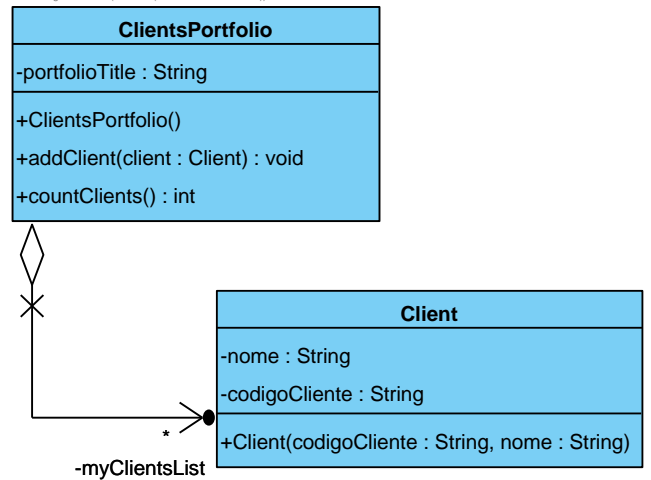 ClientsPortfolio
-portfolioTitle : String
+ClientsPortfolio()
+addClient(client : Client) : void
+countClients() : int
Client
-nome : String
-codigoCliente : String
+Client(codigoCliente : String, nome : String)
*
-myClientsList